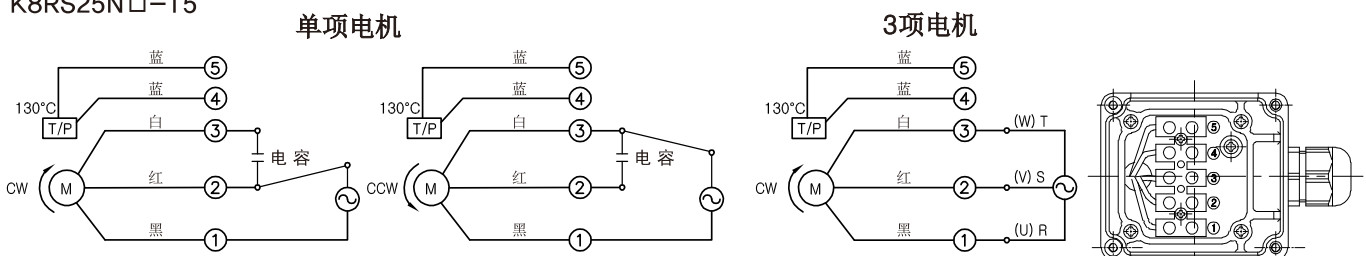 K8RS25N□-T5
单项电机
蓝 ⑤
蓝 ④
130°C
T/P
白 ③
电容
CW M 红 ②
黑 ①
蓝 ⑤
蓝 ④
130°C
T/P
白 ③
电容
CCW M 红 ②
黑 ①
3项电机
蓝 ⑤
蓝 ④
130°C
T/P
白 ③ (W) T
CW M 红 ② (V) S
黑 ① (U) R
⑤
④
③
②
①